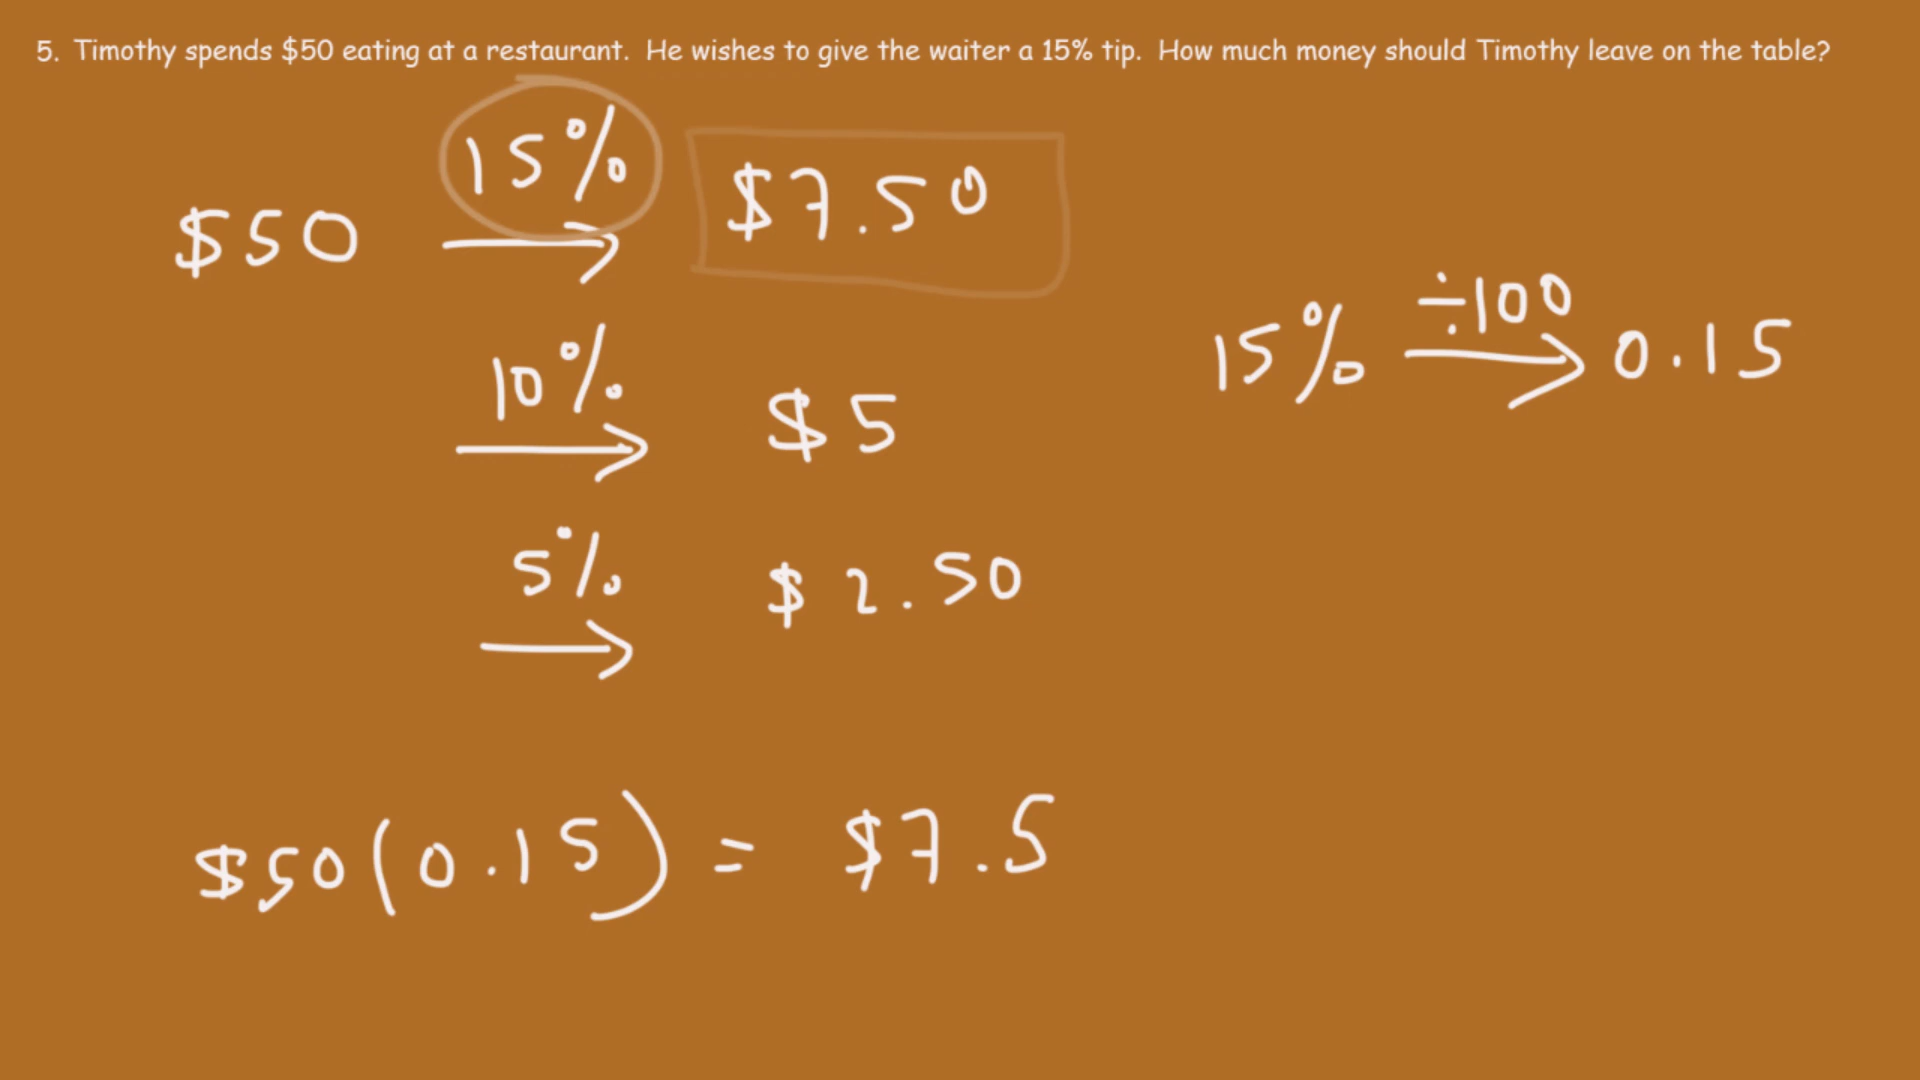 5. Timothy spends $50 eating at a restaurant. He wishes to give the waiter a 15% tip. How much money should Timothy leave on the table?
$50 15% → $7.50
10% → $5
15% ÷100 → 0.15
5% → $2.50
$50(0.15) = $7.5